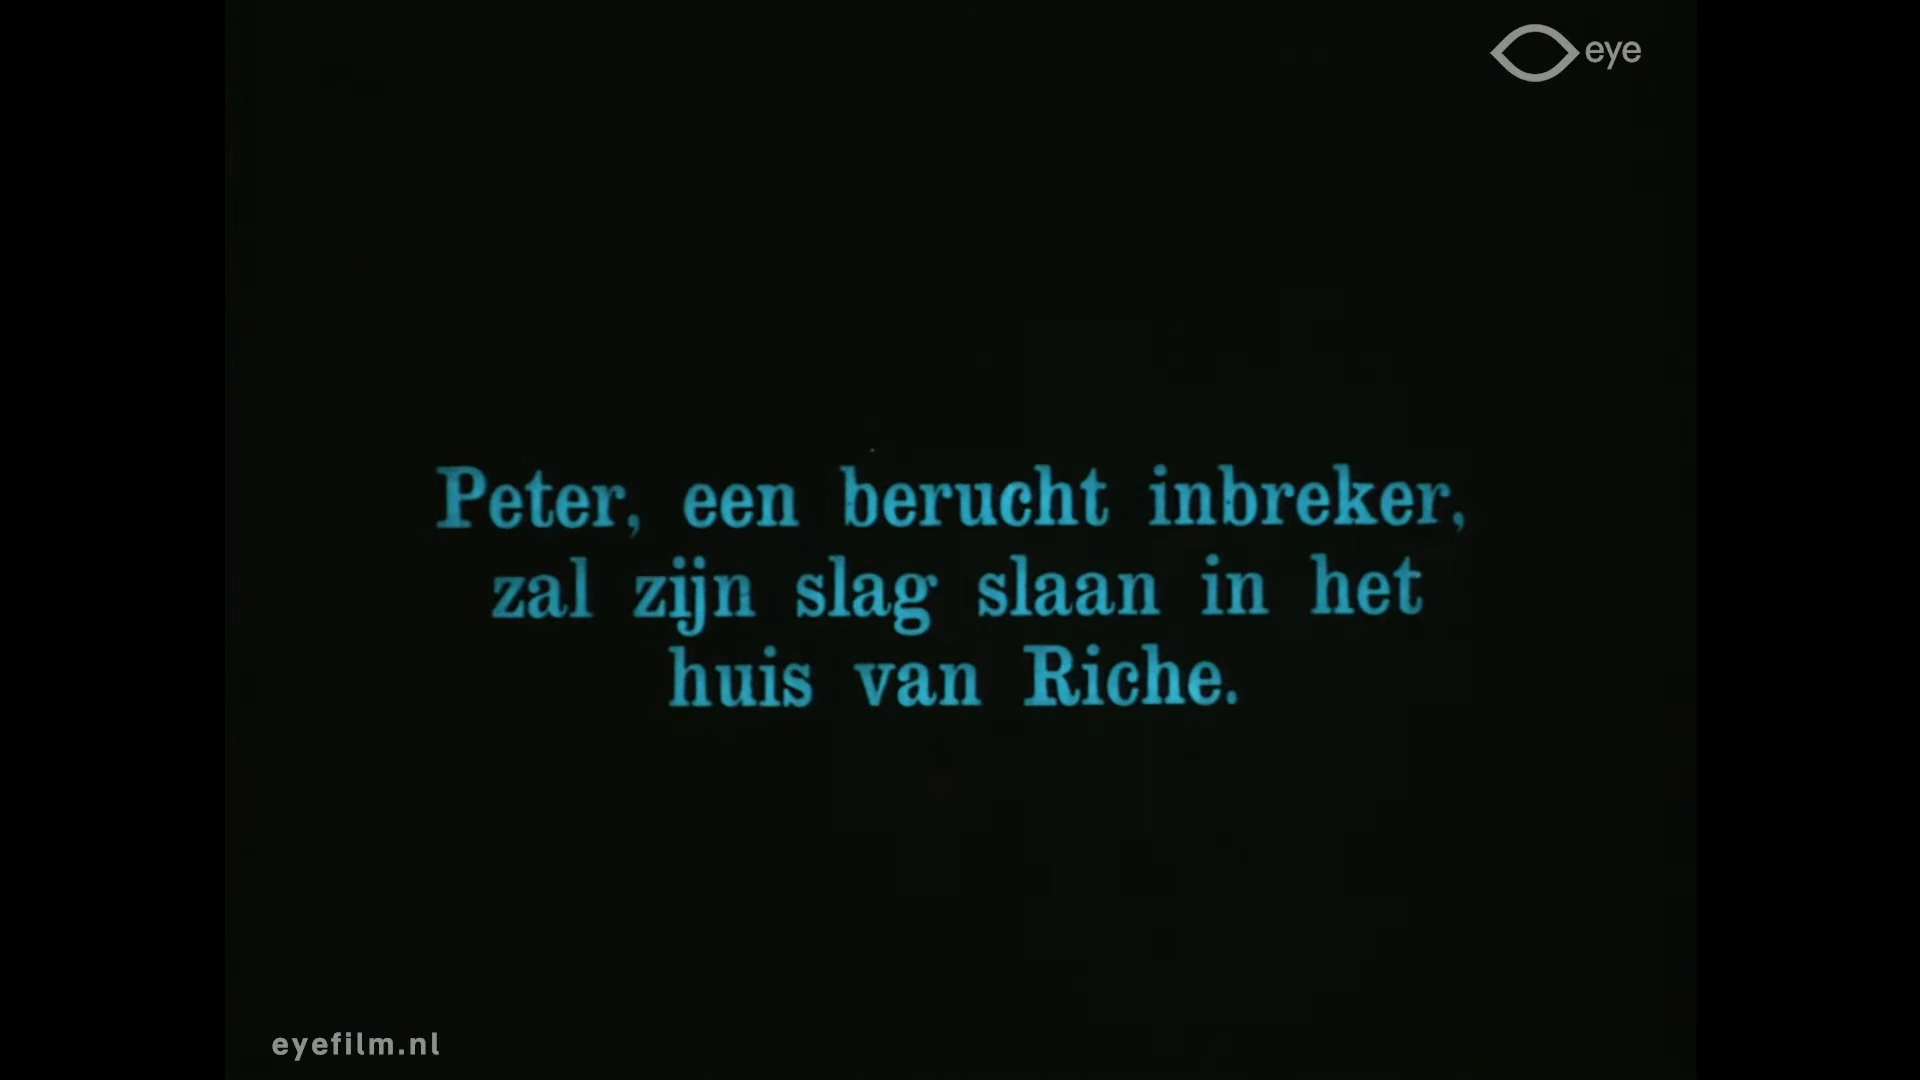 eye
Peter, een berucht inbreker,
zal zijn slag slaan in het
huis van Riche.
eyefilm.nl